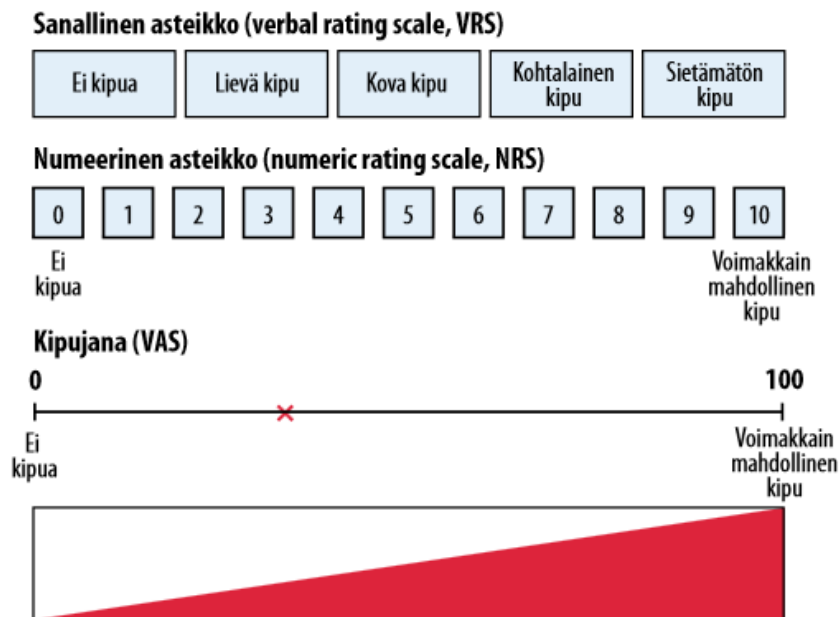 Sanallinen asteikko (verbal rating scale, VRS)
Ei kipua
Lievä kipu
Kova kipu
Kohtalainen
kipu
Sietämätön
kipu
Numeerinen asteikko (numeric rating scale, NRS)
0 1 2 3 4 5 6 7 8 9 10
Ei
kipua
Voimakkain
mahdollinen
kipu
Kipujana (VAS)
0
100
Ei
kipua
Voimakkain
mahdollinen
kipu